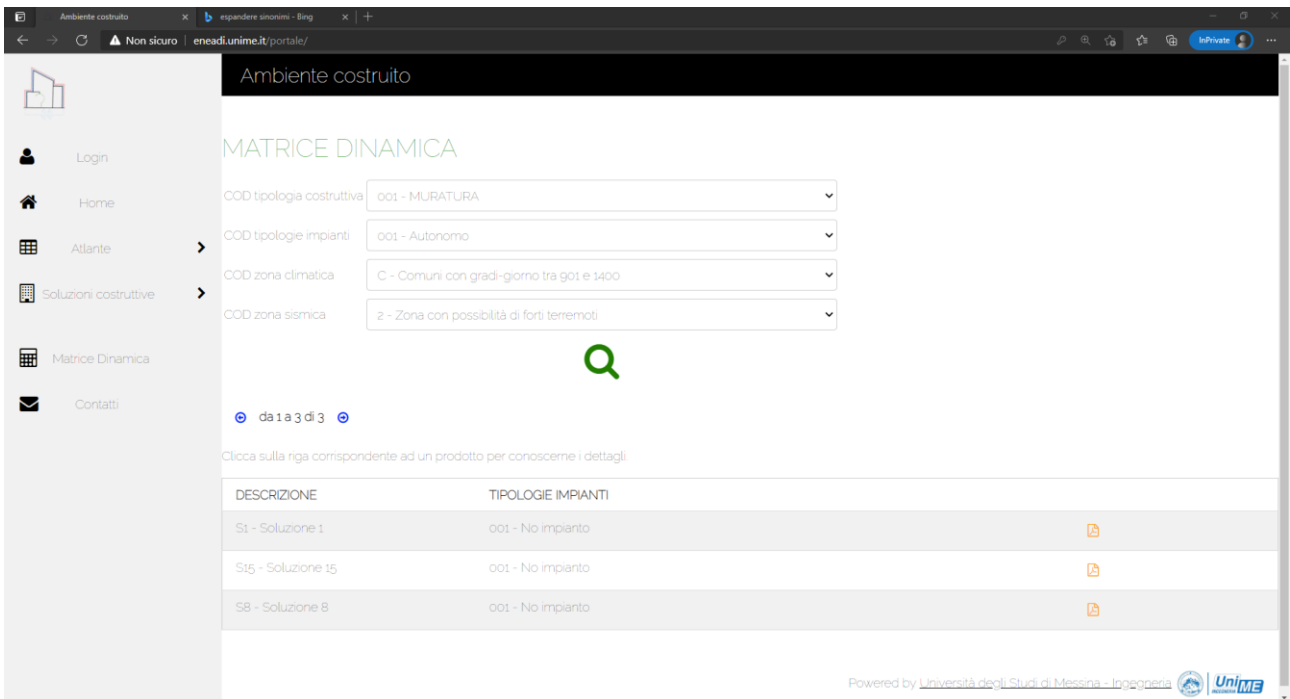 Ambiente costruito
espandere sinonimi - Bing
Non sicuro eneadi.unime.it/portale/
InPrivate
Ambiente costruito
Login
Home
Atlante
Soluzioni costruttive
Matrice Dinamica
Contatti
MATRICE DINAMICA
COD tipologia costruttiva 001 - MURATURA
COD tipologie impianti 001 - Autonomo
COD zona climatica C - Comuni con gradi-giorno tra 901 e 1400
COD zona sismica 2 - Zona con possibilità di forti terremoti
da 1 a 3 di 3
Clicca sulla riga corrispondente ad un prodotto per conoscerne i dettagli
DESCRIZIONE TIPOLOGIE IMPIANTI
S1 - Soluzione 1 001 - No impianto
S15 - Soluzione 15 001 - No impianto
S8 - Soluzione 8 001 - No impianto
Powered by Università degli Studi di Messina - Ingegneria UniME